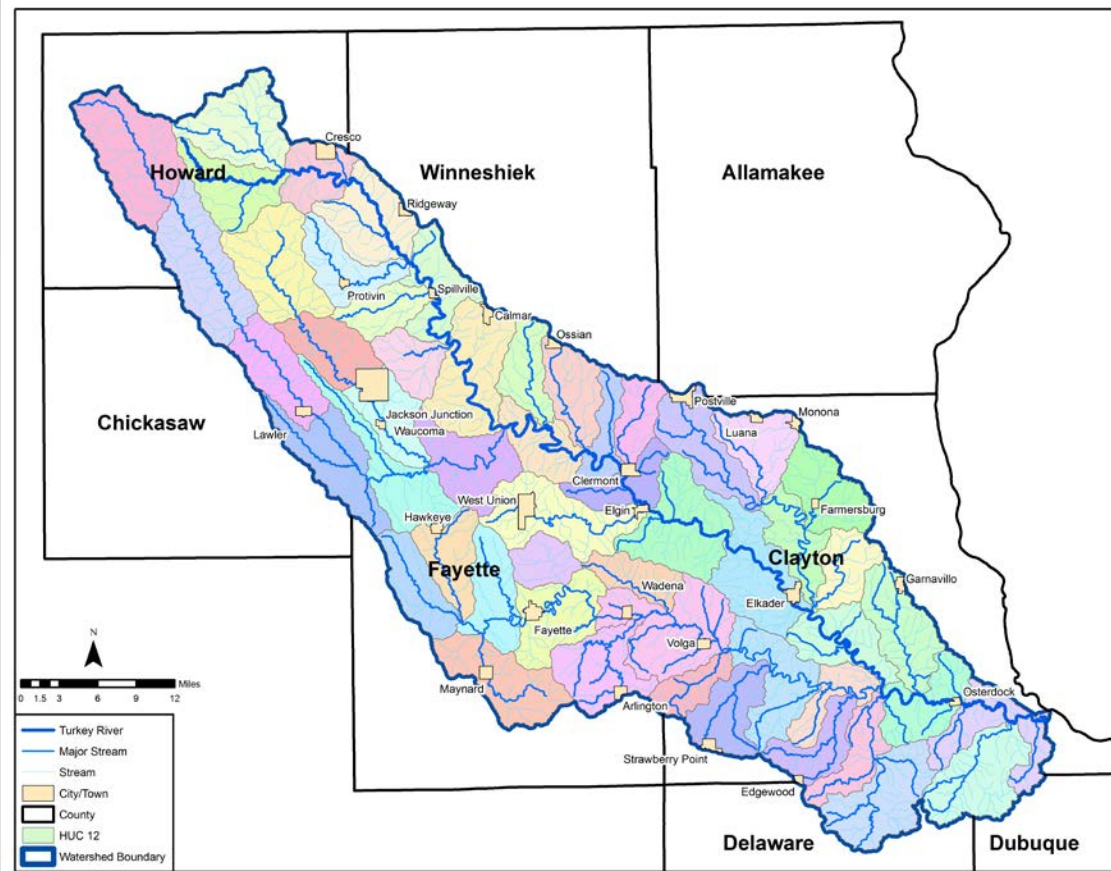 Cresco
Howard
Winneshiek
Allamakee
Ridgeway
Protivin
Spillville
Calmar
Ossian
Postville
Monona
Luana
Jackson Junction
Chickasaw
Lawler
Waucoma
Clermont
West Union
Elgin
Farmersburg
Hawkeye
Clayton
Fayette
Wadena
Garnavillo
Elkader
Fayette
Volga
N
Maynard
Osterdock
Arlington
0 1.5 3 6 9 12
Miles
Strawberry Point
Edgewood
Delaware
Dubuque
Turkey River
Major Stream
Stream
City/Town
County
HUC 12
Watershed Boundary